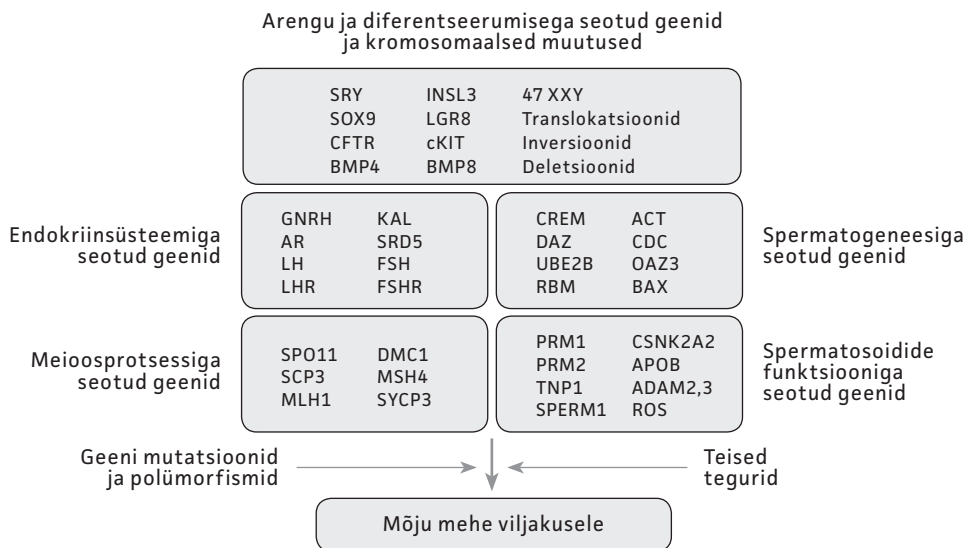 Arengu ja diferentseerumisega seotud geenid
ja kromosomaalsed muutused
SRY INSL3 47 XXY
SOX9 LGR8 Translokatsioonid
CFTR cKIT Inversioonid
BMP4 BMP8 Deletsioonid
Endokriinsüsteemiga
seotud geenid
GNRH KAL
AR SRD5
LH FSH
LHR FSHR
CREM ACT
DAZ CDC
UBE2B OAZ3
RBM BAX
Spermatogeneesiga
seotud geenid
Meioosprotsessiga
seotud geenid
SPO11 DMC1
SCP3 MSH4
MLH1 SYCP3
PRM1 CSNK2A2
PRM2 APOB
TNP1 ADAM2,3
SPERM1 ROS
Spermatosoidide
funktsiooniga
seotud geenid
Geeni mutatsioonid
ja polümorfismid
Teised
tegurid
Mõju mehe viljakusele